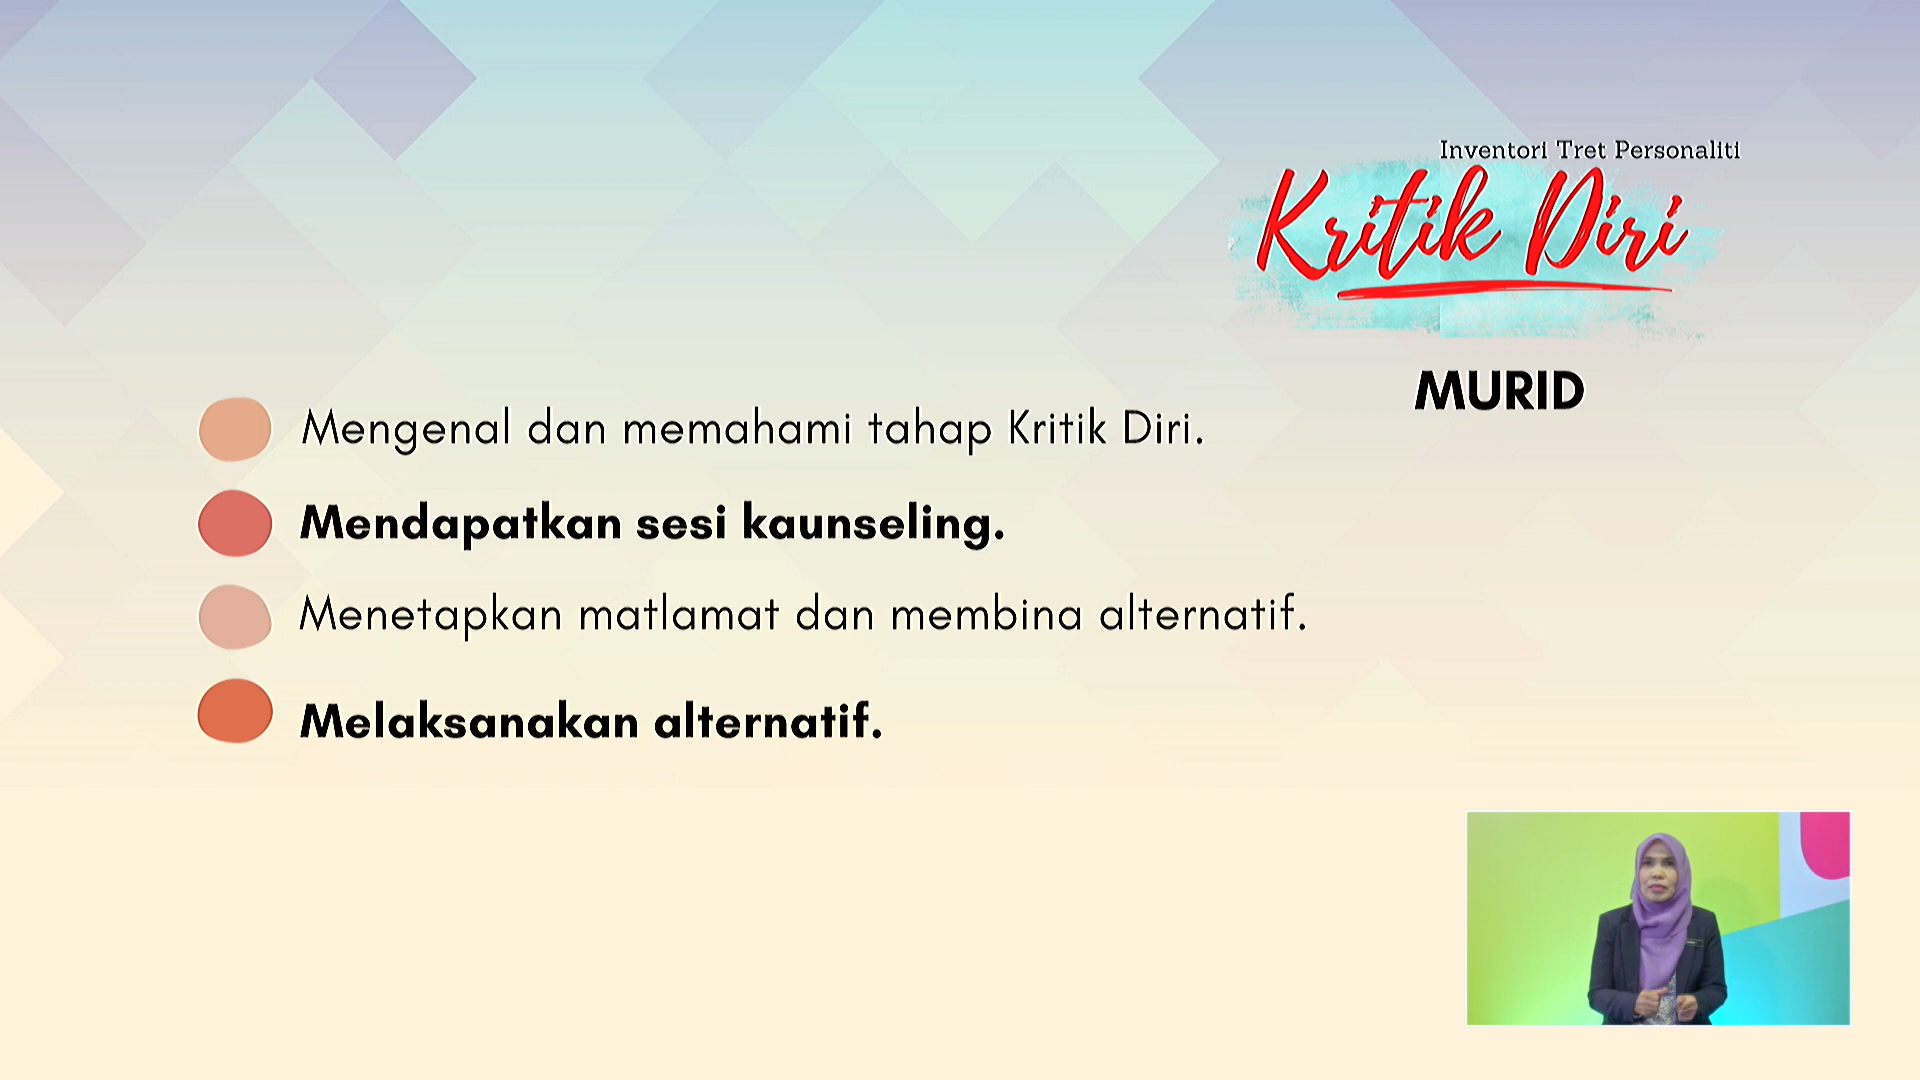 Inventori Tret Personaliti
Kritik Diri
MURID
Mengenal dan memahami tahap Kritik Diri.
Mendapatkan sesi kaunseling.
Menetapkan matlamat dan membina alternatif.
Melaksanakan alternatif.